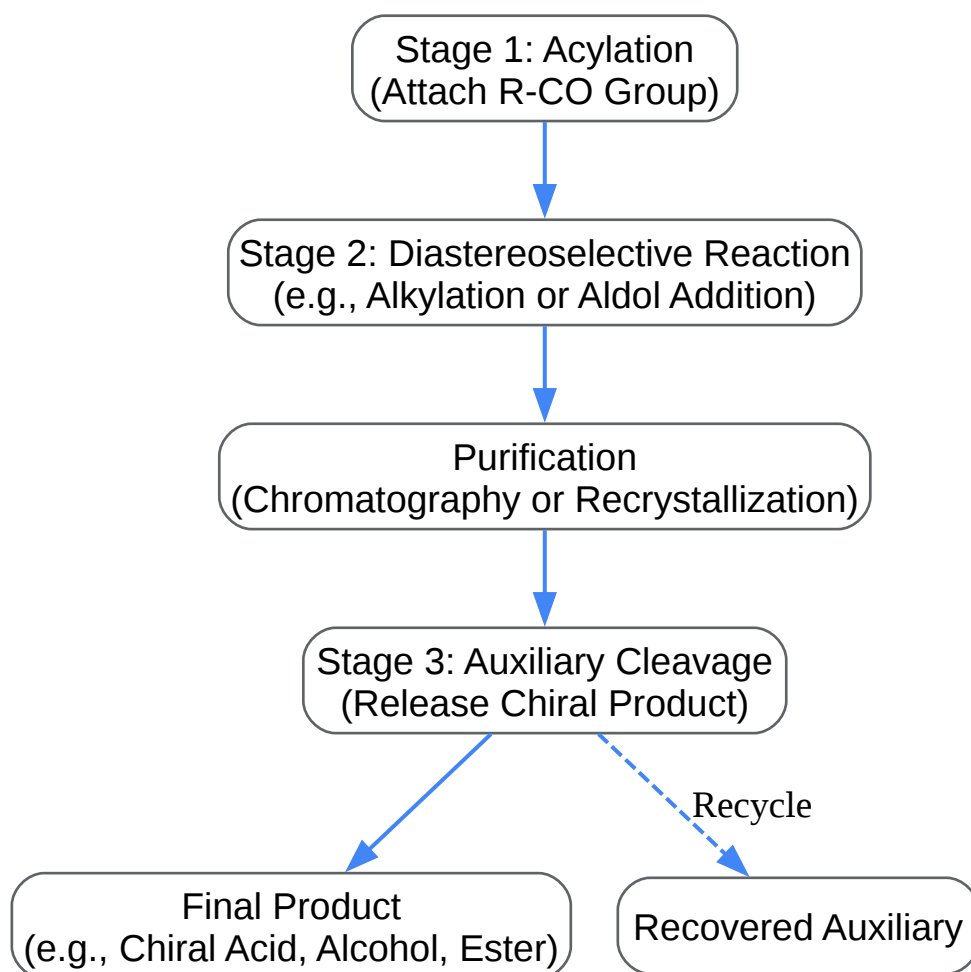 Stage 1: Acylation
(Attach R-CO Group)
Stage 2: Diastereoselective Reaction
(e.g., Alkylation or Aldol Addition)
Purification
(Chromatography or Recrystallization)
Stage 3: Auxiliary Cleavage
(Release Chiral Product)
Recycle
Final Product
(e.g., Chiral Acid, Alcohol, Ester)
Recovered Auxiliary